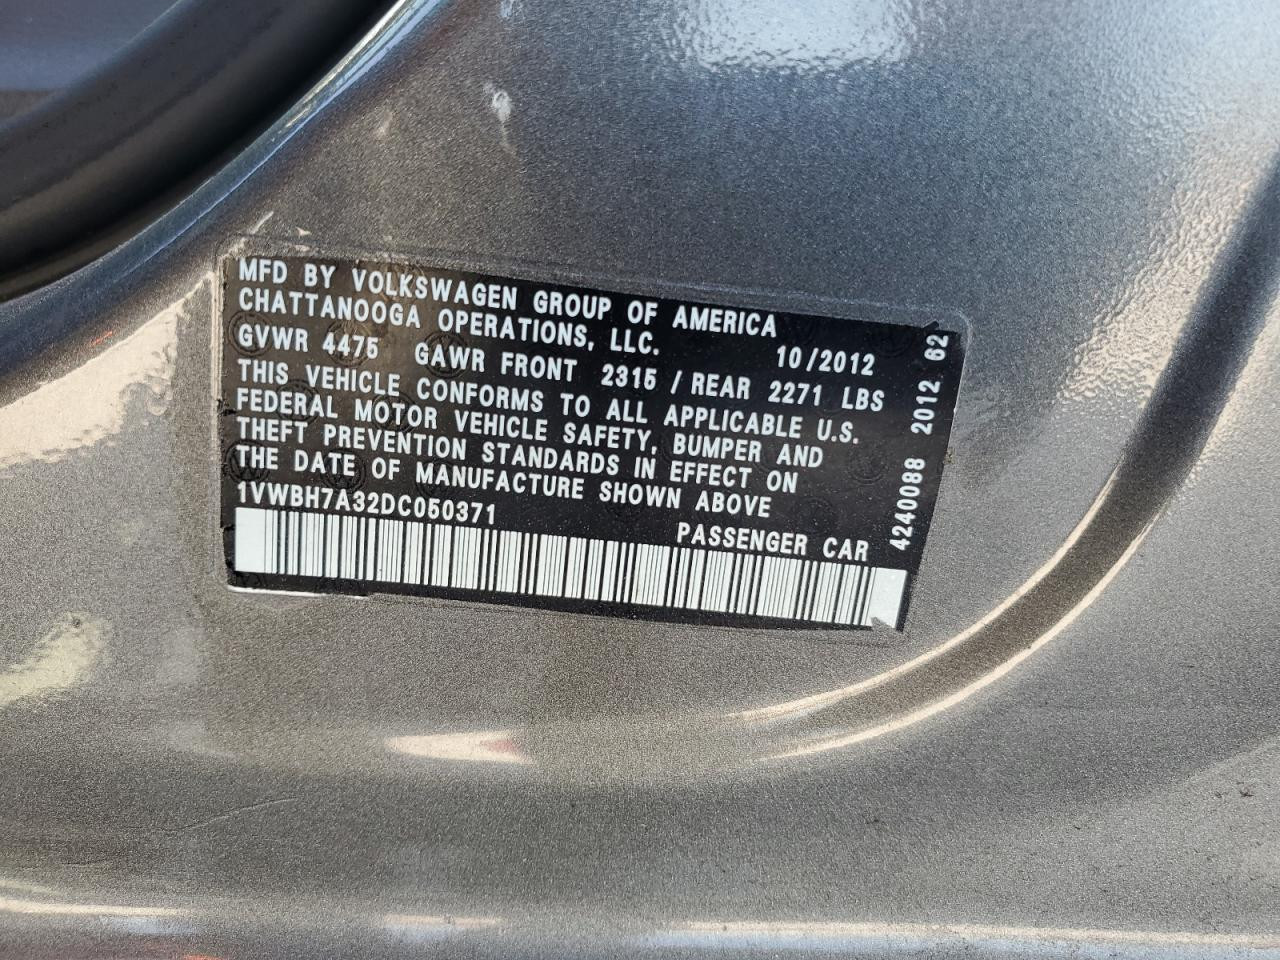 MFD BY VOLKSWAGEN GROUP OF AMERICA
CHATTANOOGA OPERATIONS, LLC. 10/2012
GVWR 4475 GAWR FRONT 2315 / REAR 2271 LBS
THIS VEHICLE CONFORMS TO ALL APPLICABLE U.S.
FEDERAL MOTOR VEHICLE SAFETY, BUMPER AND
THEFT PREVENTION STANDARDS IN EFFECT ON
THE DATE OF MANUFACTURE SHOWN ABOVE
1VWBH7A32DC050371 PASSENGER CAR
4240088 2012 62